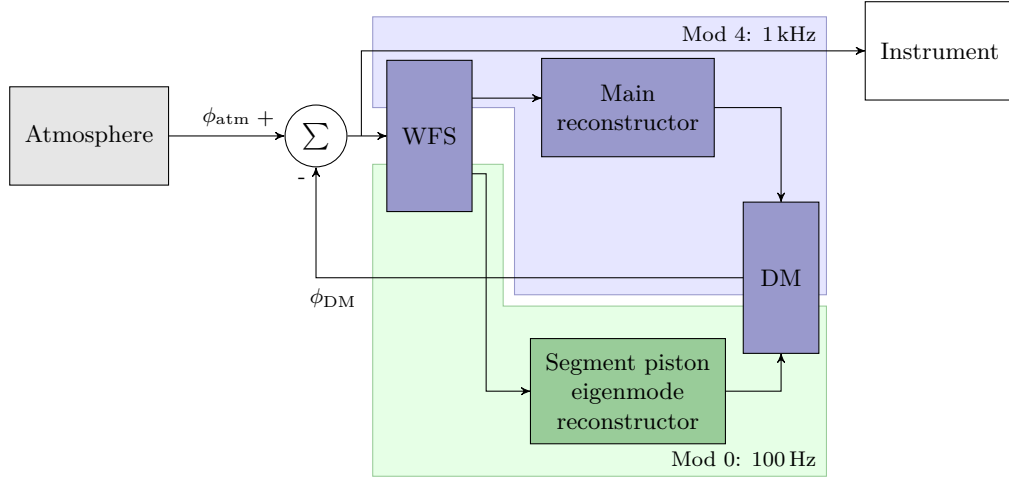 Mod 4: 1 kHz
Instrument
Atmosphere
ϕatm +
∑
-
WFS
Main
reconstructor
DM
ϕDM
Segment piston
eigenmode
reconstructor
Mod 0: 100 Hz